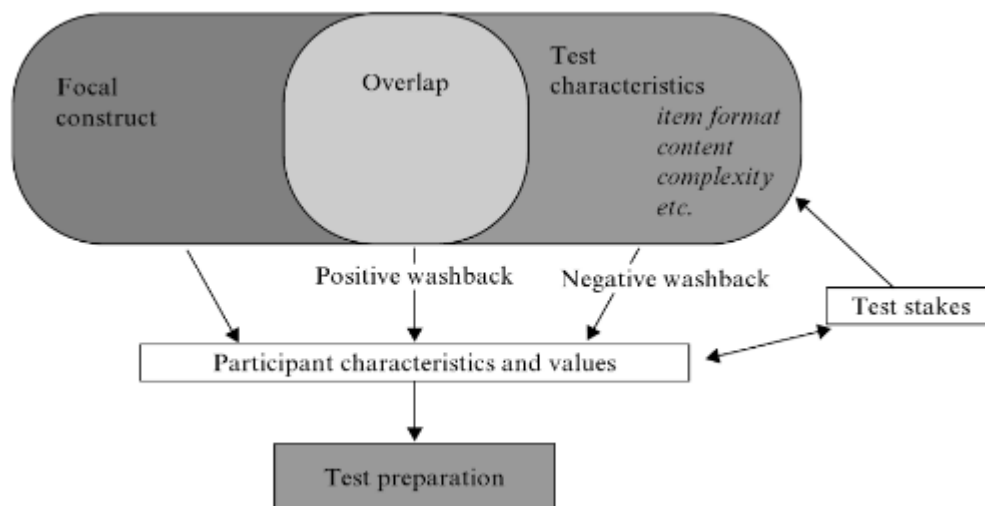 Focal
construct
Overlap
Test
characteristics
item format
content
complexity
etc.
Positive washback
Negative washback
Test stakes
Participant characteristics and values
Test preparation